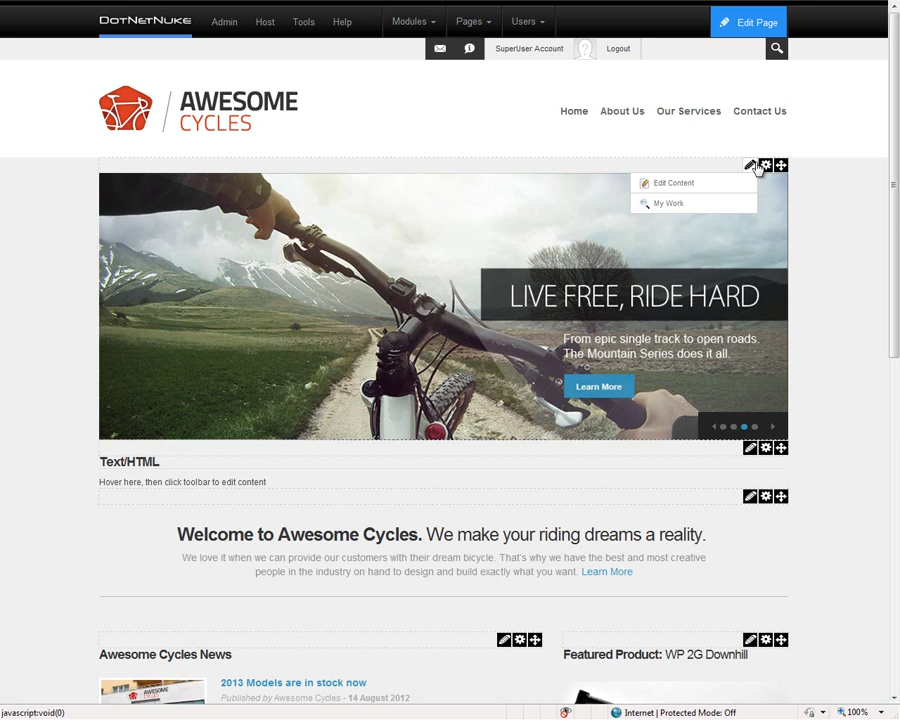 DOTNETNUKE Admin Host Tools Help Modules Pages Users Edit Page
SuperUser Account Logout
AWESOME
CYCLES
Home About Us Our Services Contact Us
Edit Content
My Work
LIVE FREE, RIDE HARD
From epic single track to open roads.
The Mountain Series does it all.
Learn More
Text/HTML
Hover here, then click toolbar to edit content
Welcome to Awesome Cycles. We make your riding dreams a reality.
We love it when we can provide our customers with their dream bicycle. That's why we have the best and most creative
people in the industry on hand to design and build exactly what you want. Learn More
Awesome Cycles News
Featured Product: WP 2G Downhill
2013 Models are in stock now
Published by Awesome Cycles - 14 August 2012
AWESOME
CYCLES
javascript:void(0) Internet | Protected Mode: Off 100%